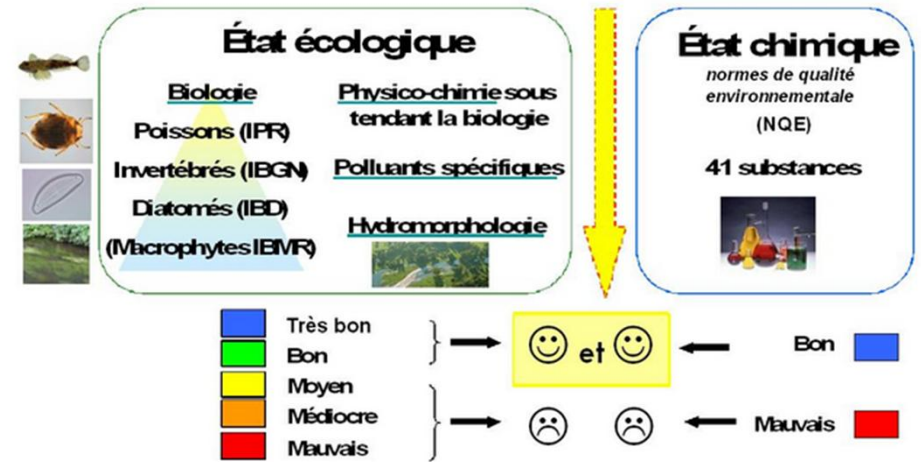 État écologique
Biologie
Poissons (IPR)
Invertébrés (IBGN)
Diatomés (IBD)
(Macrophytes IBMR)
Physico-chimie sous
tendant la biologie
Polluants spécifiques
Hydromorphologie
État chimique
normes de qualité
environnementale
(NQE)
41 substances
Très bon
Bon
Moyen
Médiocre
Mauvais
et
Bon
Mauvais